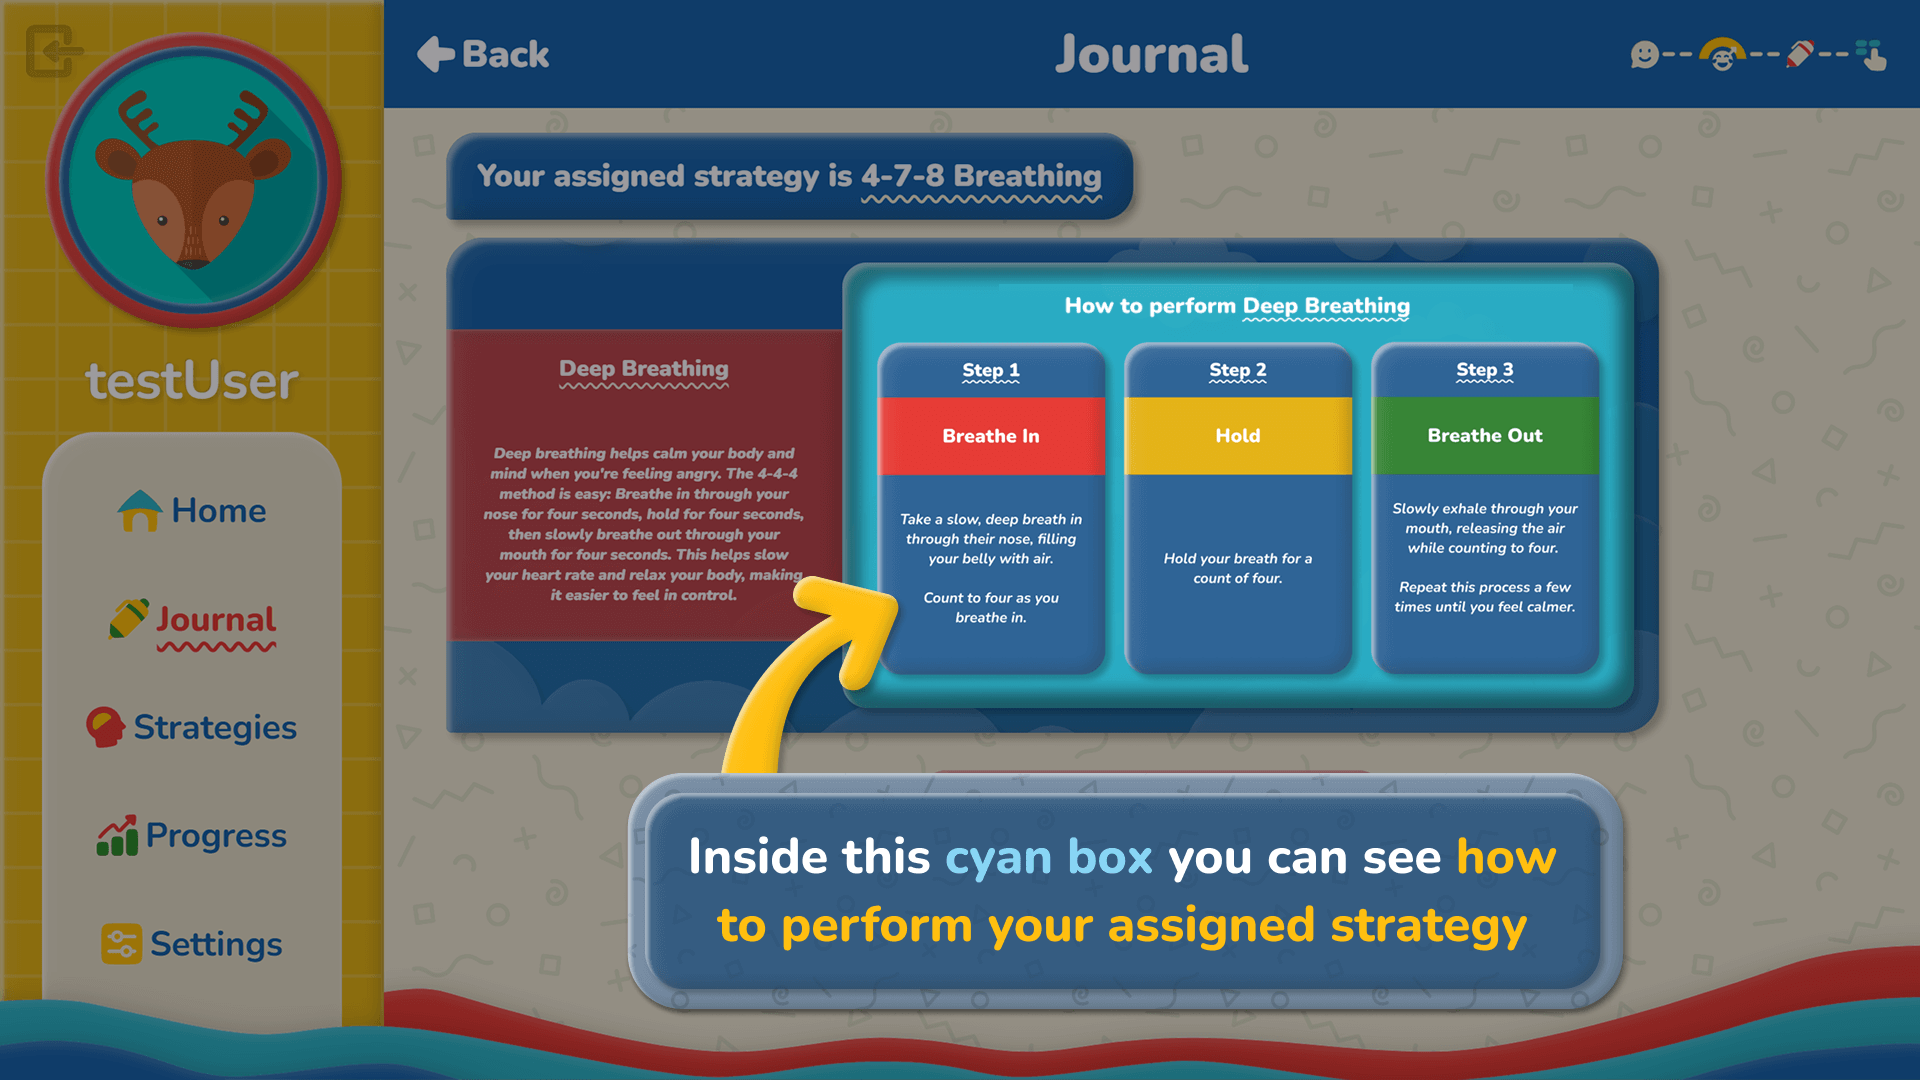 testUser
Home
Journal
Strategies
Progress
Settings
Back
Journal
Your assigned strategy is 4-7-8 Breathing
Deep Breathing
Deep breathing helps calm your body and
mind when you're feeling angry. The 4-4-4
method is easy: Breathe in through your
nose for four seconds, hold for four seconds,
then slowly breathe out through your
mouth for four seconds. This helps slow
your heart rate and relax your body, making
it easier to feel in control.
How to perform Deep Breathing
Step 1
Breathe In
Take a slow, deep breath in
through their nose, filling
your belly with air.
Count to four as you
breathe in.
Step 2
Hold
Hold your breath for a
count of four.
Step 3
Breathe Out
Slowly exhale through your
mouth, releasing the air
while counting to four.
Repeat this process a few
times until you feel calmer.
Inside this cyan box you can see how
to perform your assigned strategy